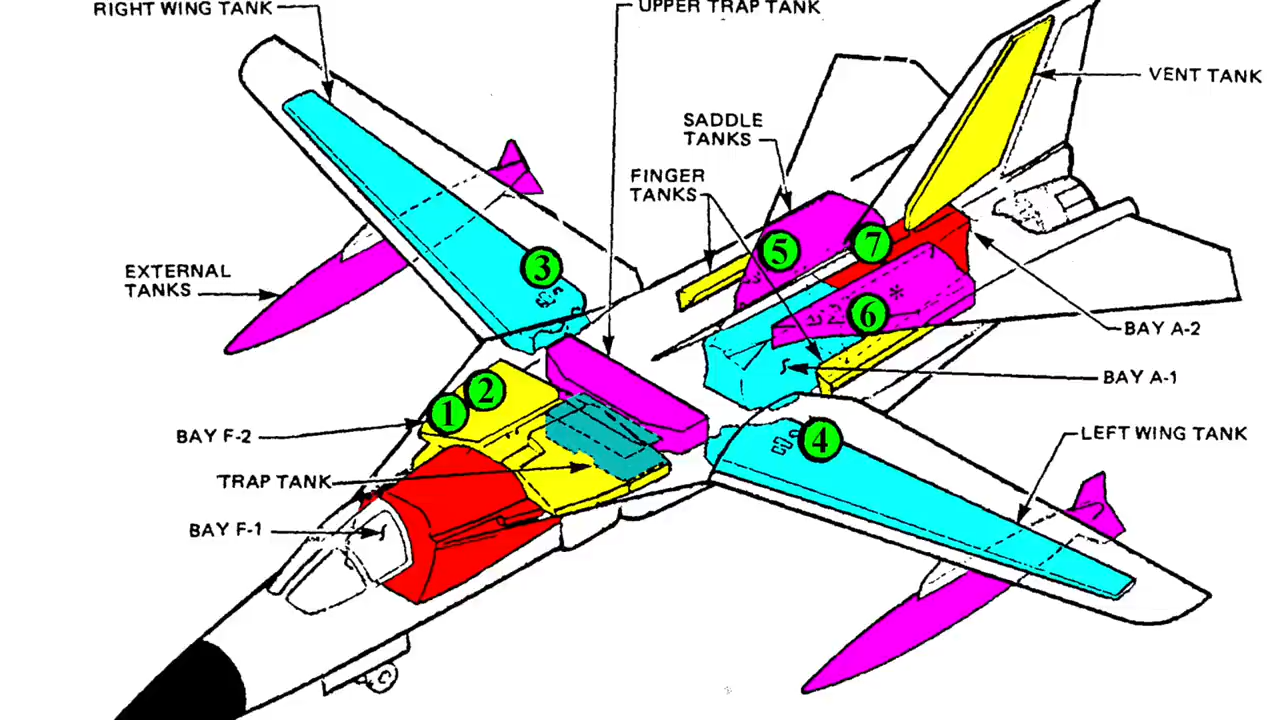 RIGHT WING TANK
UPPER TRAP TANK
VENT TANK
SADDLE
TANKS
FINGER
TANKS
EXTERNAL
TANKS
3
5
7
6
*
BAY A-2
BAY A-1
2
1
BAY F-2
4
LEFT WING TANK
TRAP TANK
BAY F-1